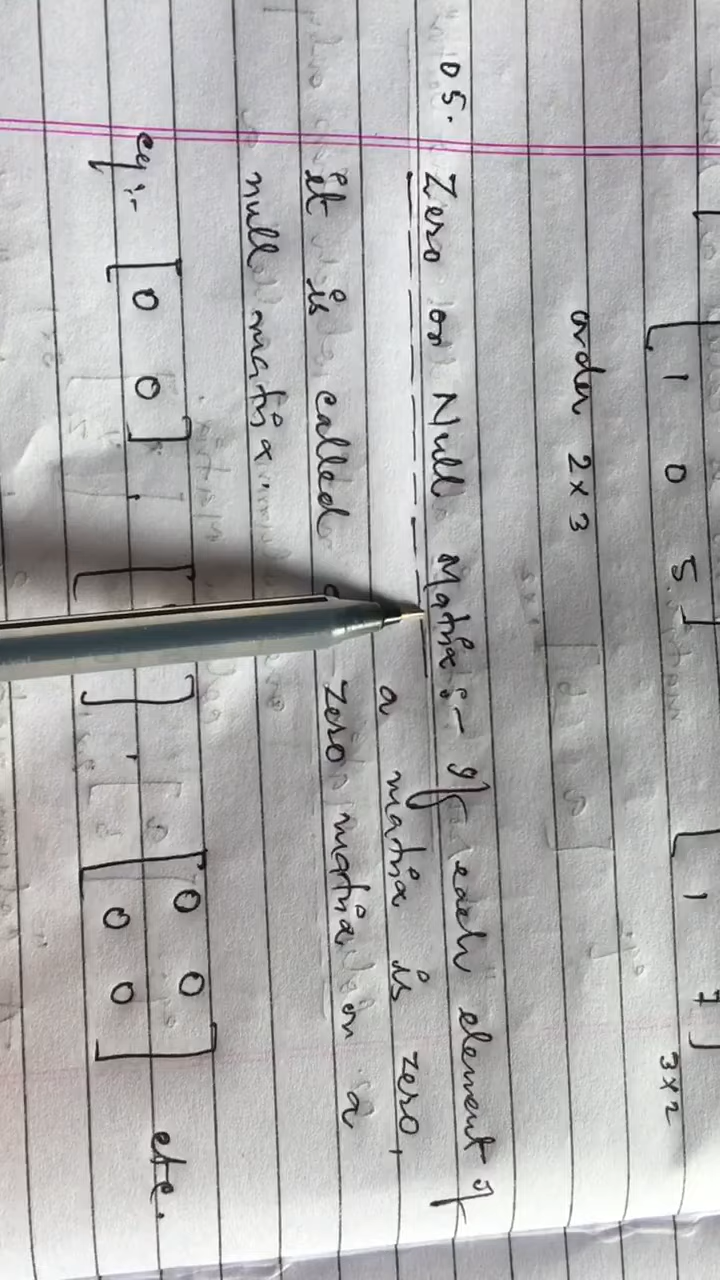 [ 1 0 5 ]
1 7 ]
3×2
order 2×3
05. Zero or Null Matrix :- If each element of
a matrix is zero,
it is called zero matrix or a
null matrix
eg :- [ 0 0 ] , [ ] , [ 0 0
0 0 ] etc.